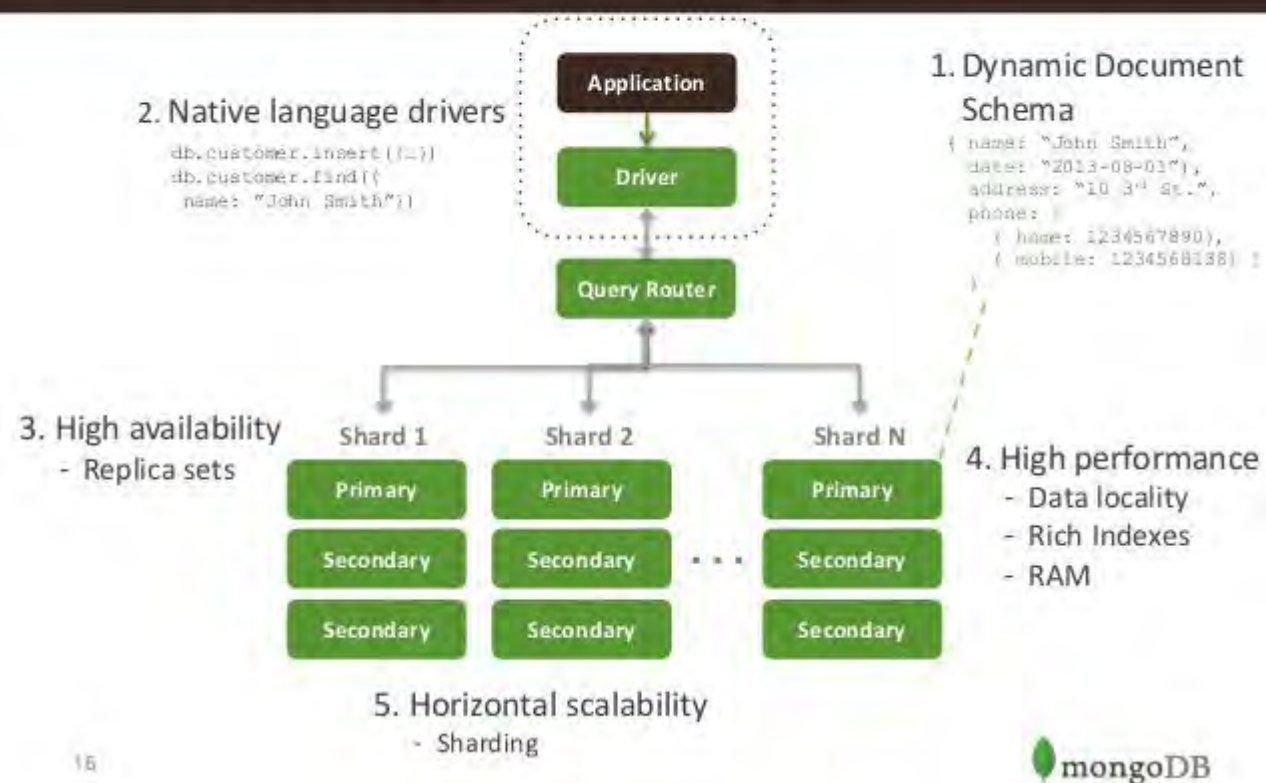 Application
Driver
Query Router
1. Dynamic Document
Schema
{ name: “John Smith”,
date: “2013-08-01”),
address: “10 3rd St.”,
phone: [
{ home: 1234567890),
{ mobile: 1234568138) ]
)
2. Native language drivers
db.customer.insert({…})
db.customer.find({
name: “John Smith”})
3. High availability
- Replica sets
Shard 1 Shard 2 Shard N
Primary Primary Primary
Secondary Secondary . . . Secondary
Secondary Secondary Secondary
4. High performance
- Data locality
- Rich Indexes
- RAM
5. Horizontal scalability
- Sharding
16
mongoDB